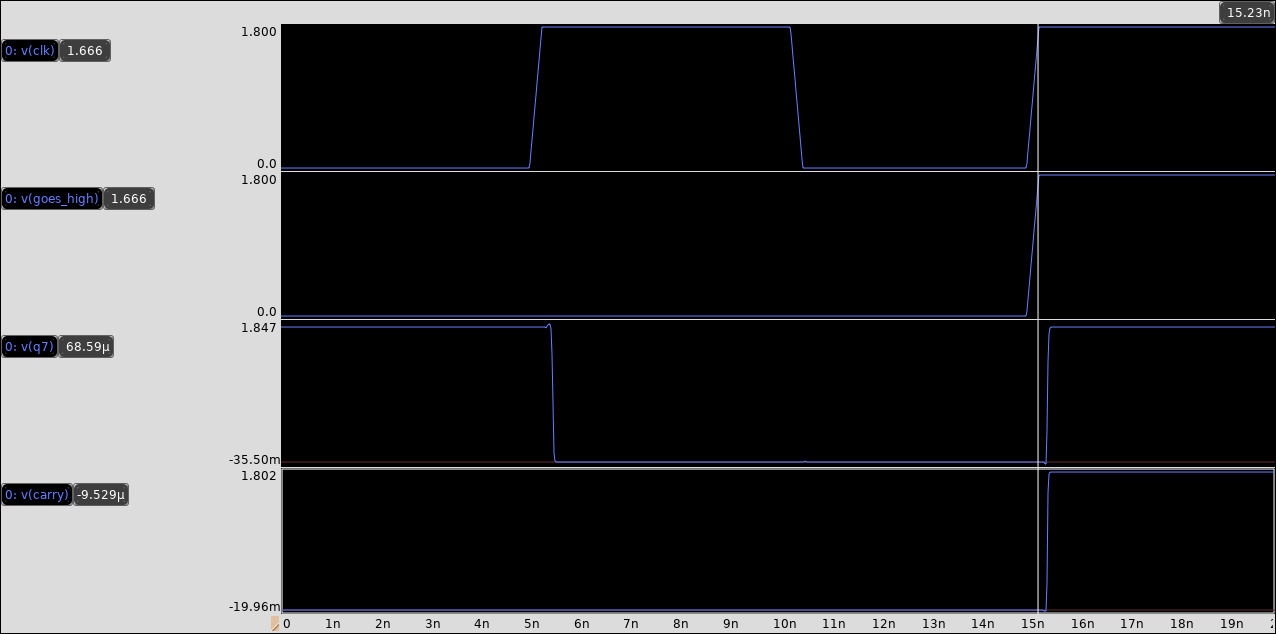 15.23n
1.800
0: v(clk) 1.666
0.0
1.800
0: v(goes_high) 1.666
0.0
1.847
0: v(q7) 68.59µ
-35.50m
1.802
0: v(carry) -9.529µ
-19.96m
0 1n 2n 3n 4n 5n 6n 7n 8n 9n 10n 11n 12n 13n 14n 15n 16n 17n 18n 19n